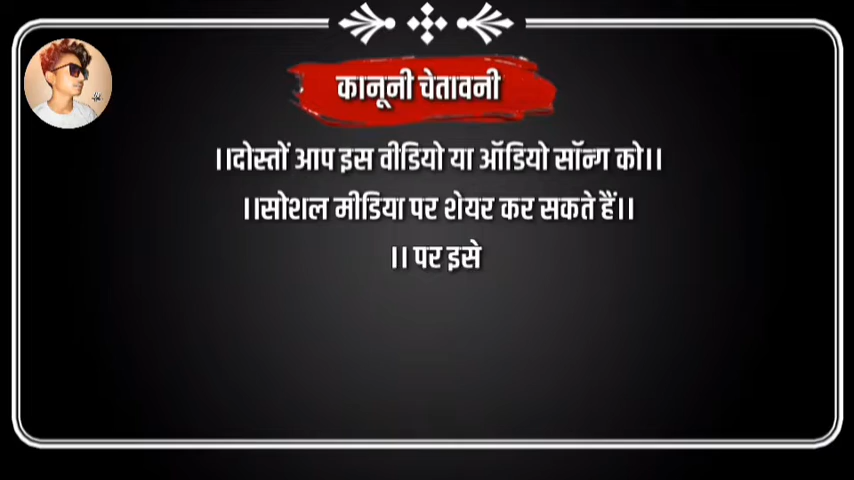 कानूनी चेतावनी
।।दोस्तों आप इस वीडियो या ऑडियो सॉन्ग को।।
।।सोशल मीडिया पर शेयर कर सकते हैं।।
।। पर इसे